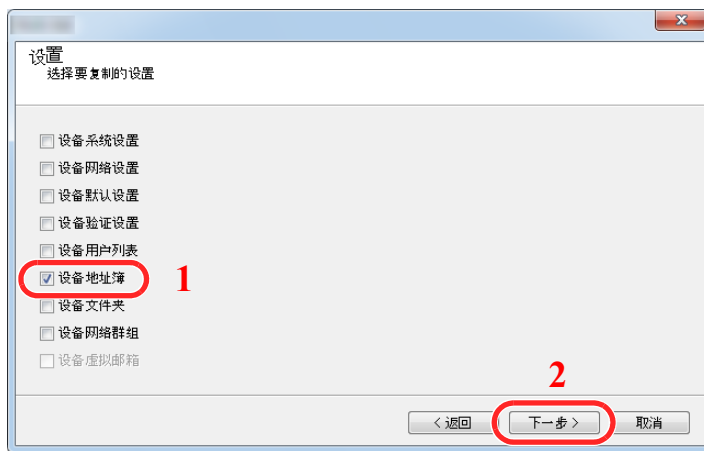 设置
选择要复制的设置
设备系统设置
设备网络设置
设备默认设置
设备验证设置
设备用户列表
设备地址簿
1
设备文件夹
设备网络群组
设备虚拟邮箱
2
<返回
下一步>
取消